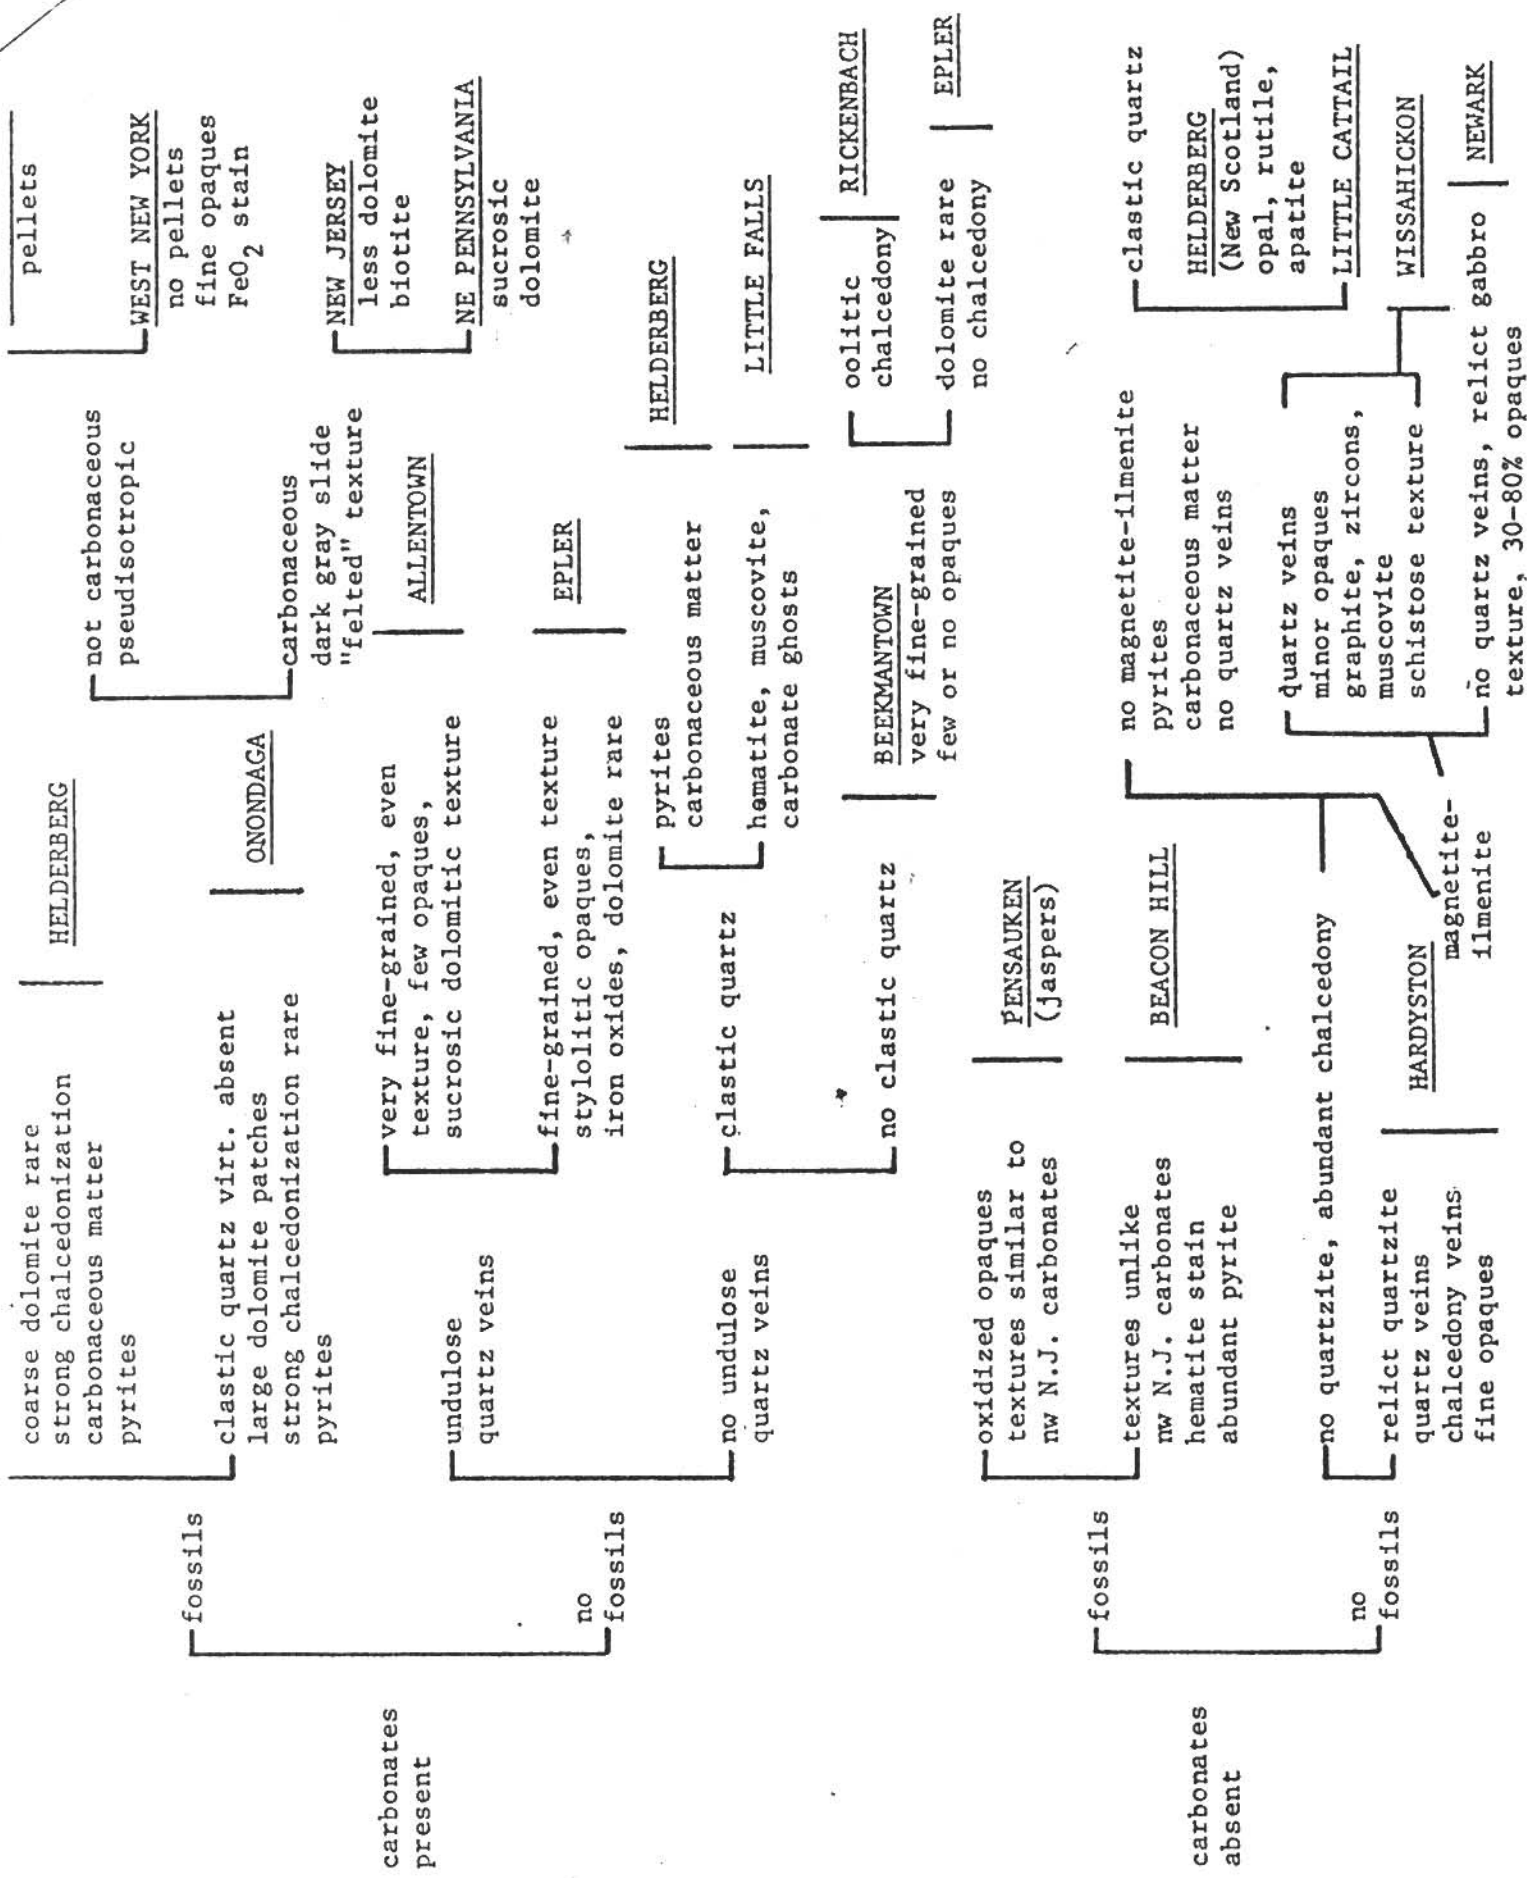 carbonates
present
fossils
coarse dolomite rare
strong chalcedonization
carbonaceous matter
pyrites
HELDERBERG
clastic quartz virt. absent
large dolomite patches
strong chalcedonization rare
pyrites
ONONDAGA
not carbonaceous
pseudisotropic
pellets
WEST NEW YORK
no pellets
fine opaques
FeO2 stain
carbonaceous
dark gray slide
"felted" texture
NEW JERSEY
less dolomite
biotite
NE PENNSYLVANIA
sucrosic
dolomite
no
fossils
undulose
quartz veins
very fine-grained, even
texture, few opaques,
sucrosic dolomitic texture
ALLENTOWN
fine-grained, even texture
stylolitic opaques,
iron oxides, dolomite rare
EPLER
no undulose
quartz veins
clastic quartz
pyrites
carbonaceous matter
HELDERBERG
hematite, muscovite,
carbonate ghosts
LITTLE FALLS
no clastic quartz
BEEKMANTOWN
very fine-grained
few or no opaques
oolitic
chalcedony
RICKENBACH
dolomite rare
no chalcedony
EPLER
carbonates
absent
fossils
oxidized opaques
textures similar to
nw N.J. carbonates
PENSAUKEN
(jaspers)
textures unlike
nw N.J. carbonates
hematite stain
abundant pyrite
BEACON HILL
no
fossils
no quartzite, abundant chalcedony
no magnetite-ilmenite
pyrites
carbonaceous matter
no quartz veins
clastic quartz
HELDERBERG
(New Scotland)
opal, rutile,
apatite
LITTLE CATTAIL
magnetite-
ilmenite
quartz veins
minor opaques
graphite, zircons,
muscovite
schistose texture
WISSAHICKON
no quartz veins, relict gabbro
texture, 30-80% opaques
NEWARK
relict quartzite
quartz veins
chalcedony veins
fine opaques
HARDYSTON